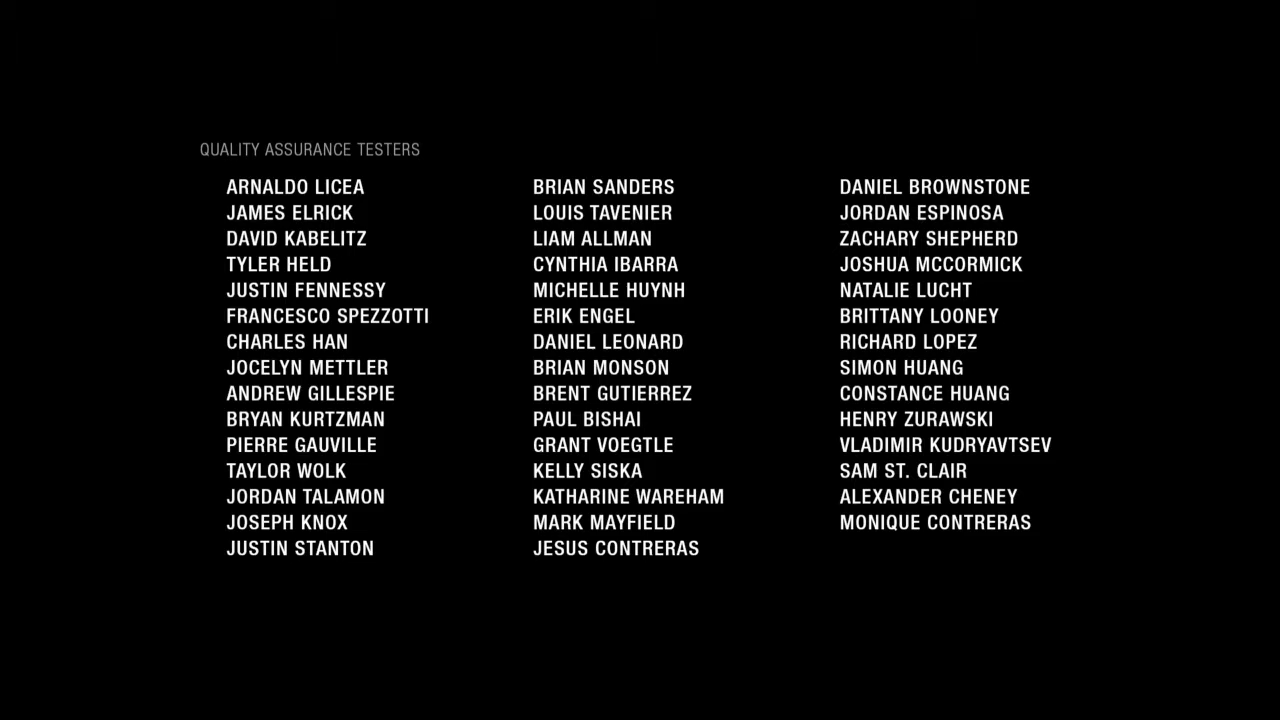 QUALITY ASSURANCE TESTERS
ARNALDO LICEA
JAMES ELRICK
DAVID KABELITZ
TYLER HELD
JUSTIN FENNESSY
FRANCESCO SPEZZOTTI
CHARLES HAN
JOCELYN METTLER
ANDREW GILLESPIE
BRYAN KURTZMAN
PIERRE GAUVILLE
TAYLOR WOLK
JORDAN TALAMON
JOSEPH KNOX
JUSTIN STANTON
BRIAN SANDERS
LOUIS TAVENIER
LIAM ALLMAN
CYNTHIA IBARRA
MICHELLE HUYNH
ERIK ENGEL
DANIEL LEONARD
BRIAN MONSON
BRENT GUTIERREZ
PAUL BISHAI
GRANT VOEGTLE
KELLY SISKA
KATHARINE WAREHAM
MARK MAYFIELD
JESUS CONTRERAS
DANIEL BROWNSTONE
JORDAN ESPINOSA
ZACHARY SHEPHERD
JOSHUA MCCORMICK
NATALIE LUCHT
BRITTANY LOONEY
RICHARD LOPEZ
SIMON HUANG
CONSTANCE HUANG
HENRY ZURAWSKI
VLADIMIR KUDRYAVTSEV
SAM ST. CLAIR
ALEXANDER CHENEY
MONIQUE CONTRERAS